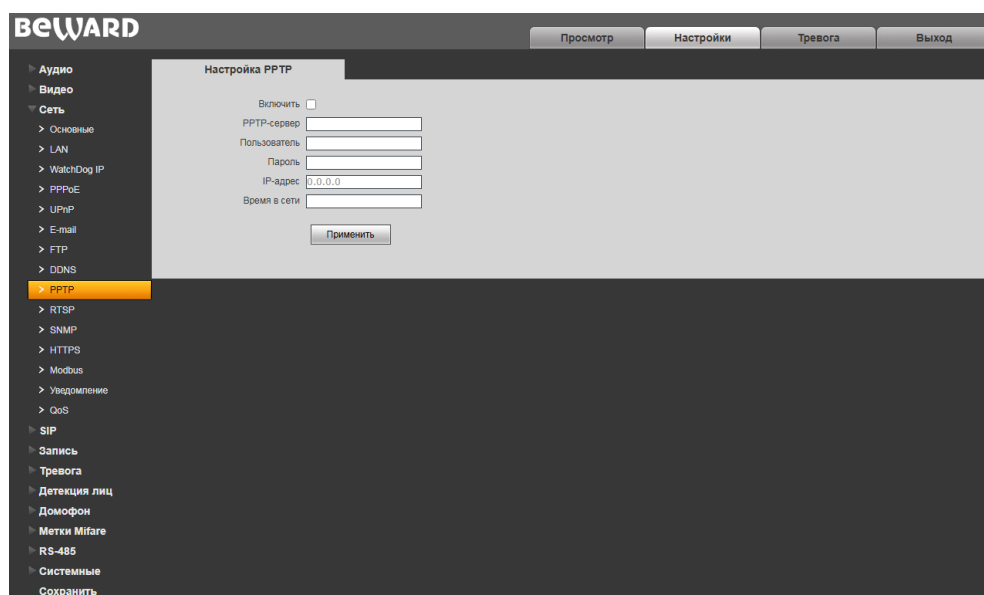 BEWARD
Просмотр
Настройки
Тревога
Выход
Аудио
Видео
Сеть
Основные
LAN
WatchDog IP
PPPoE
UPnP
E-mail
FTP
DDNS
PPTP
RTSP
SNMP
HTTPS
Modbus
Уведомление
QoS
SIP
Запись
Тревога
Детекция лиц
Домофон
Метки Mifare
RS-485
Системные
Сохранить
Настройка PPTP
Включить
PPTP-сервер
Пользователь
Пароль
IP-адрес 0.0.0.0
Время в сети
Применить